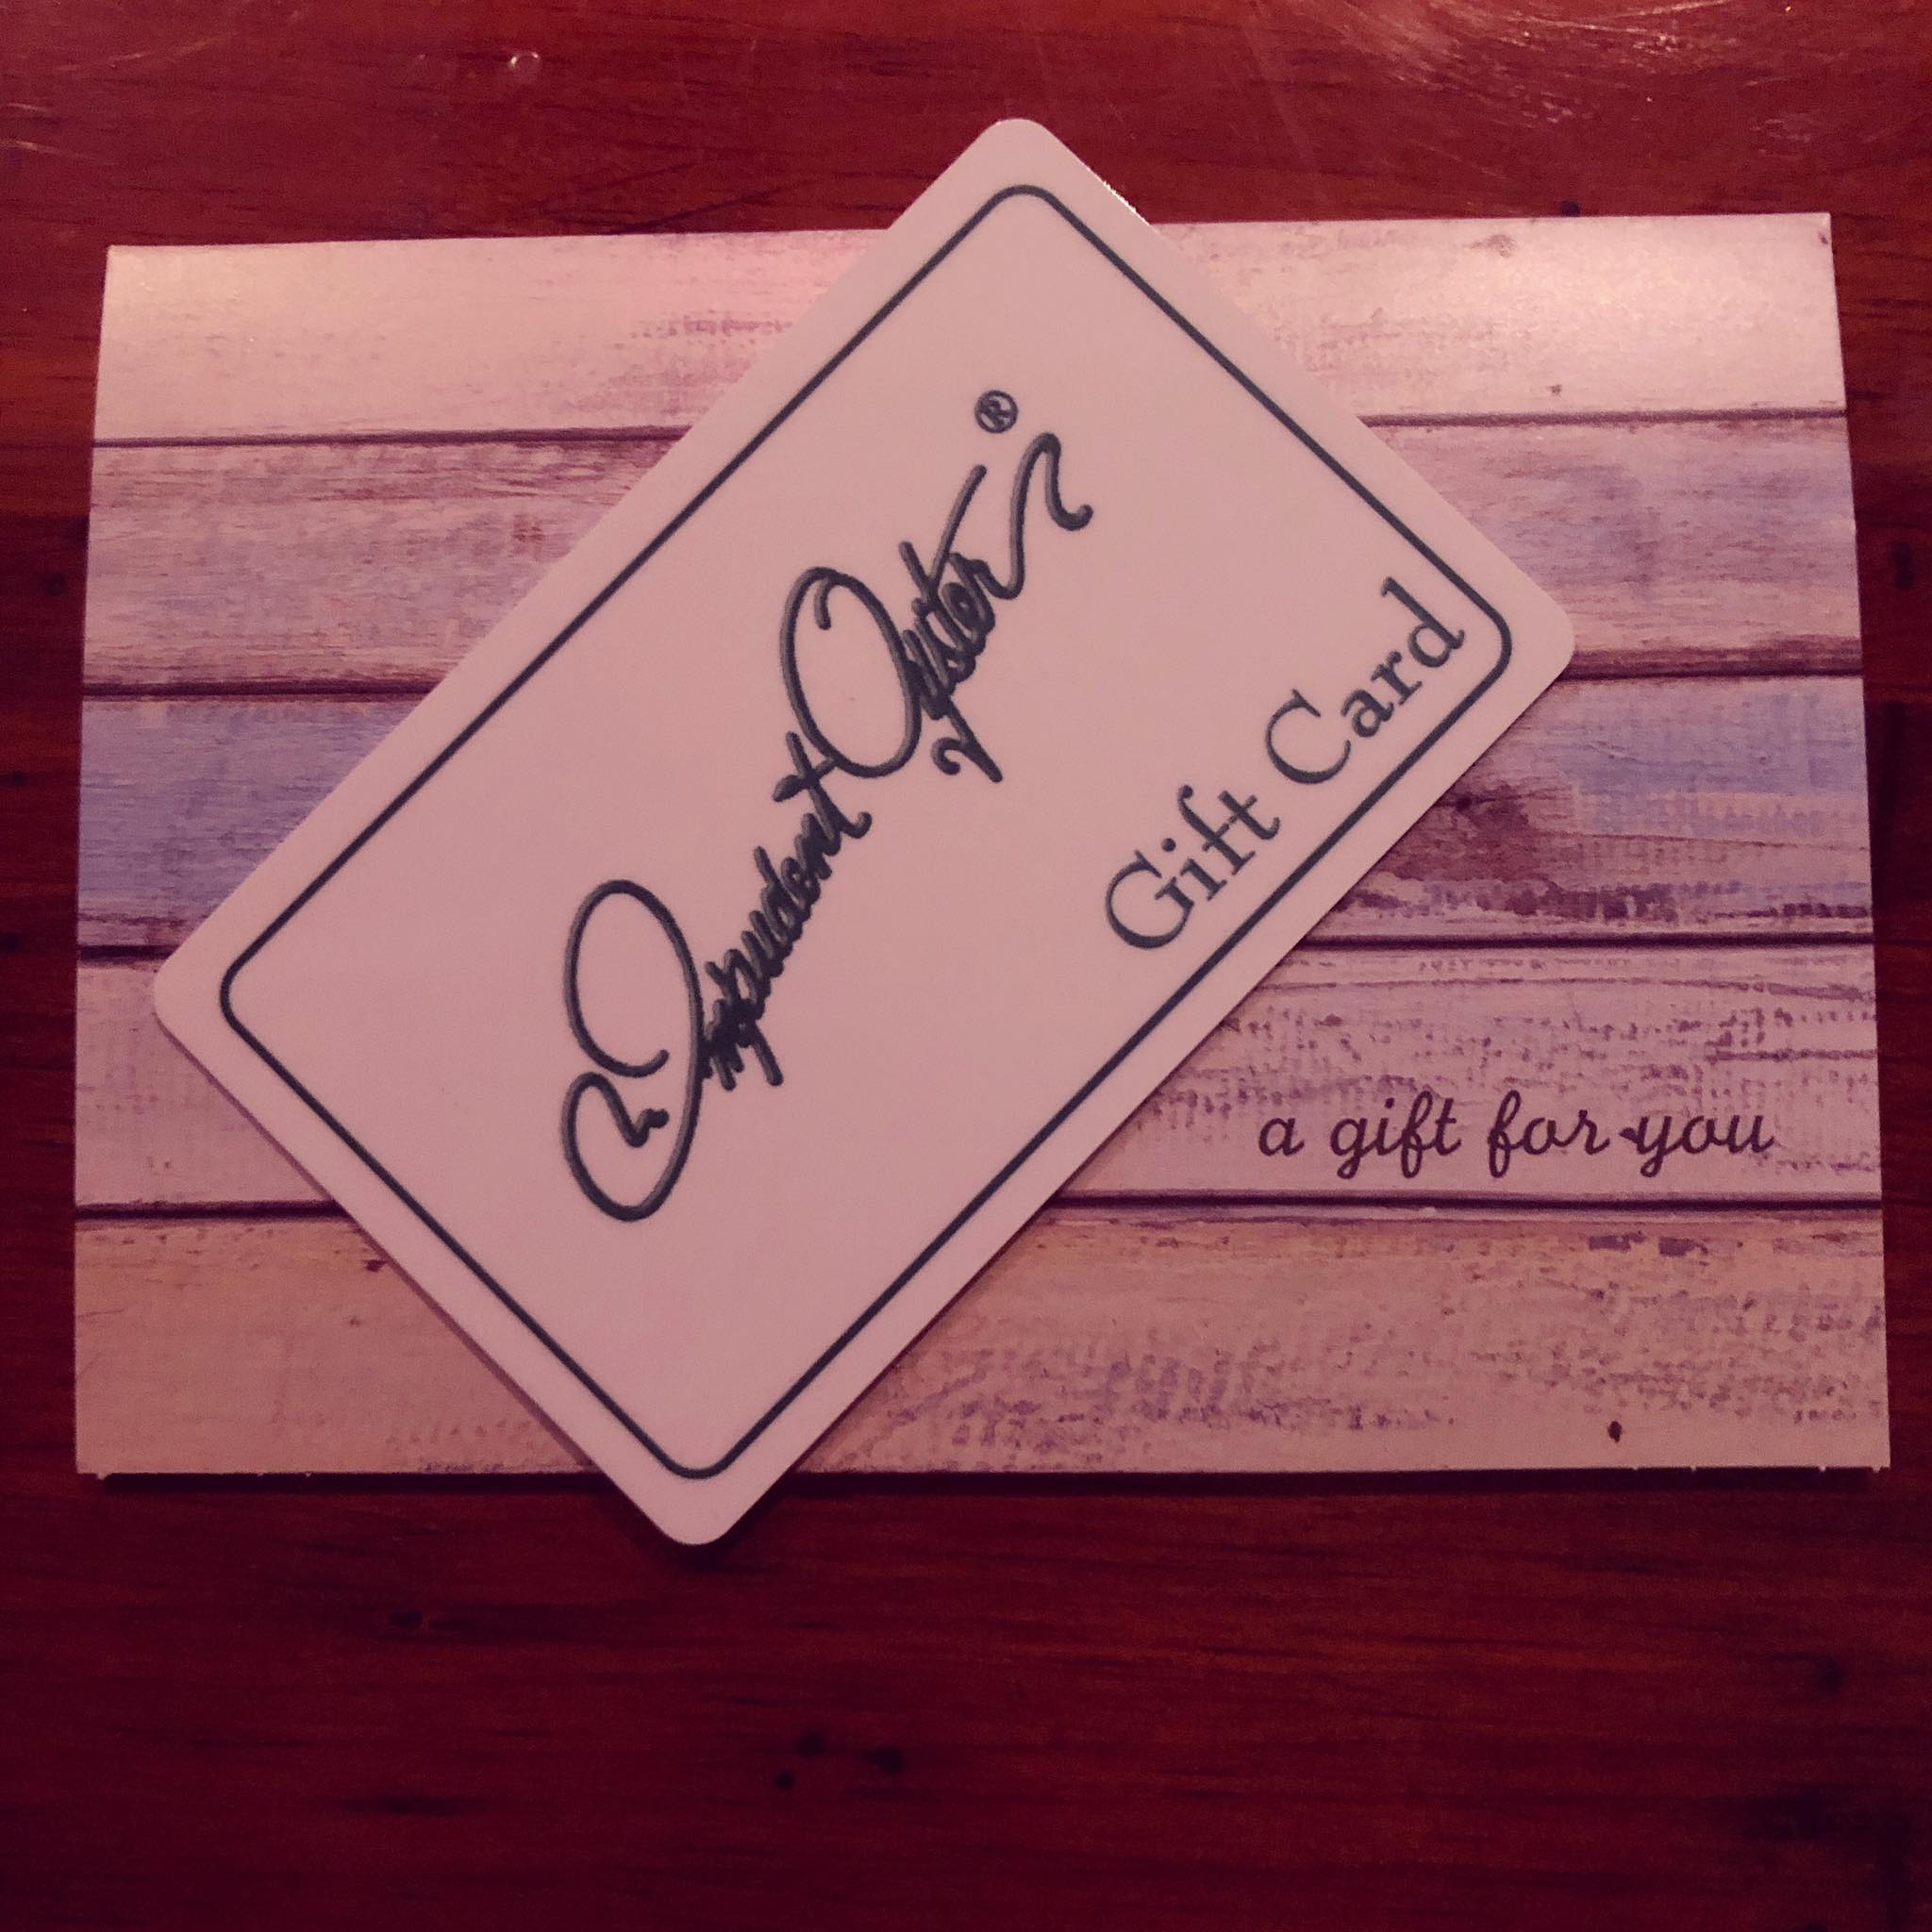 Impudent Oyster®
Gift Card
a gift for you